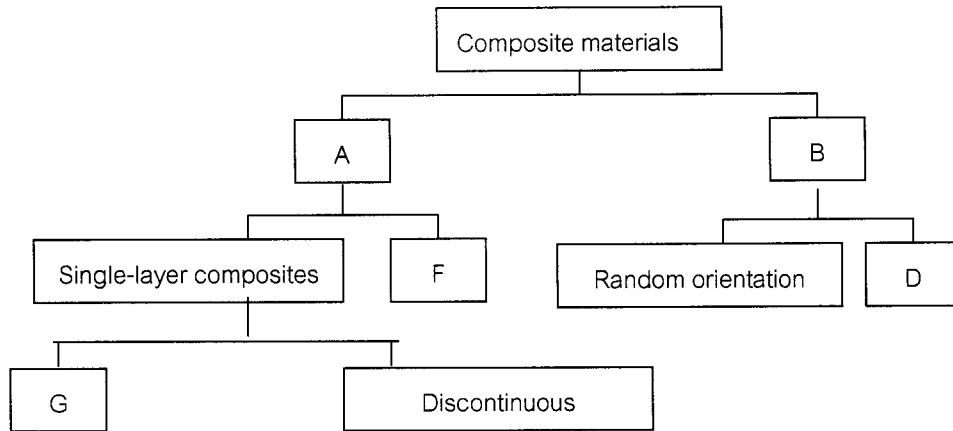 Composite materials
A
B
Single-layer composites
F
Random orientation
D
G
Discontinuous